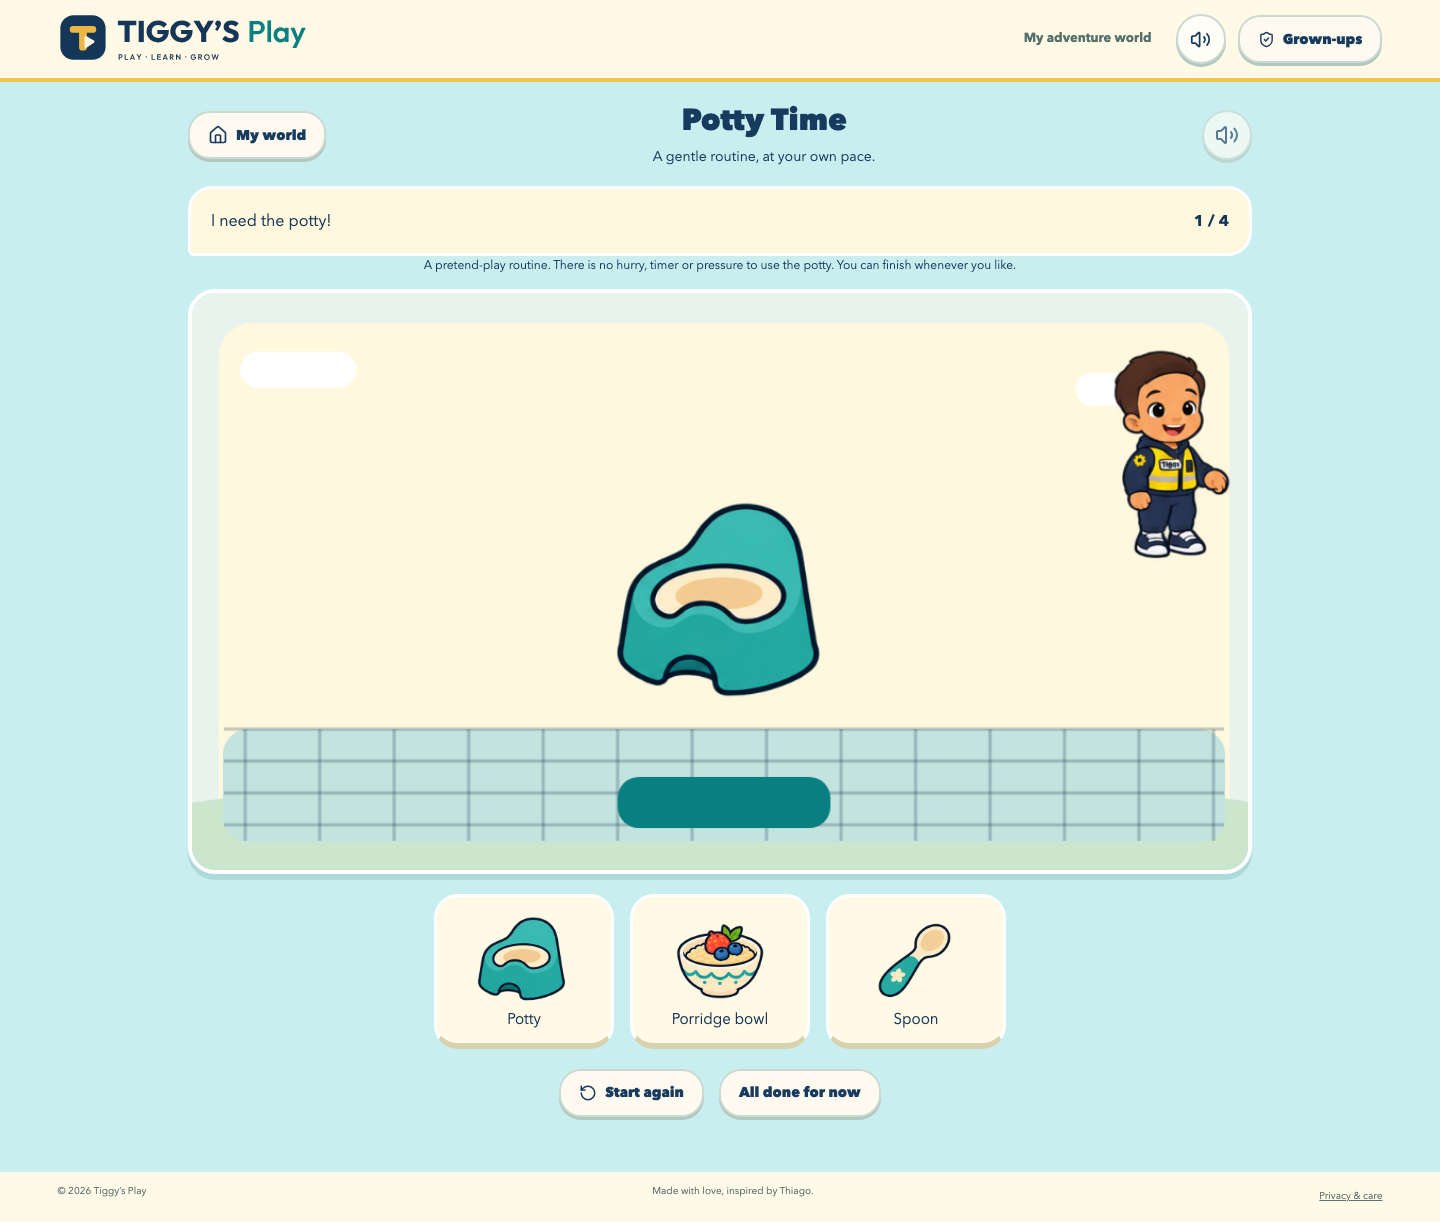 TIGGY'S Play
PLAY · LEARN · GROW
My adventure world
Grown-ups
My world
Potty Time
A gentle routine, at your own pace.
I need the potty!
1 / 4
A pretend-play routine. There is no hurry, timer or pressure to use the potty. You can finish whenever you like.
TIGGY
Potty
Porridge bowl
Spoon
Start again
All done for now
© 2026 Tiggy's Play
Made with love, inspired by Thiago.
Privacy & care